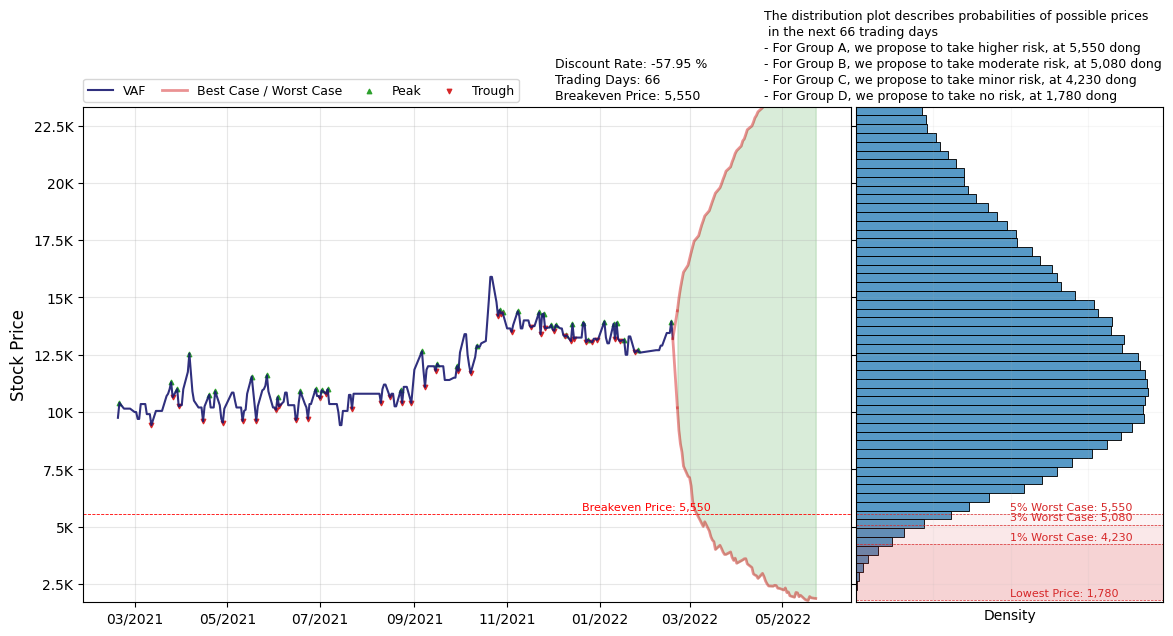 The distribution plot describes probabilities of possible prices
in the next 66 trading days
- For Group A, we propose to take higher risk, at 5,550 dong
- For Group B, we propose to take moderate risk, at 5,080 dong
- For Group C, we propose to take minor risk, at 4,230 dong
- For Group D, we propose to take no risk, at 1,780 dong
Discount Rate: -57.95 %
Trading Days: 66
Breakeven Price: 5,550
VAF
Best Case / Worst Case
Peak
Trough
Stock Price
22.5K
20K
17.5K
15K
12.5K
10K
7.5K
5K
2.5K
Breakeven Price: 5,550
5% Worst Case: 5,550
3% Worst Case: 5,080
1% Worst Case: 4,230
Lowest Price: 1,780
03/2021
05/2021
07/2021
09/2021
11/2021
01/2022
03/2022
05/2022
Density